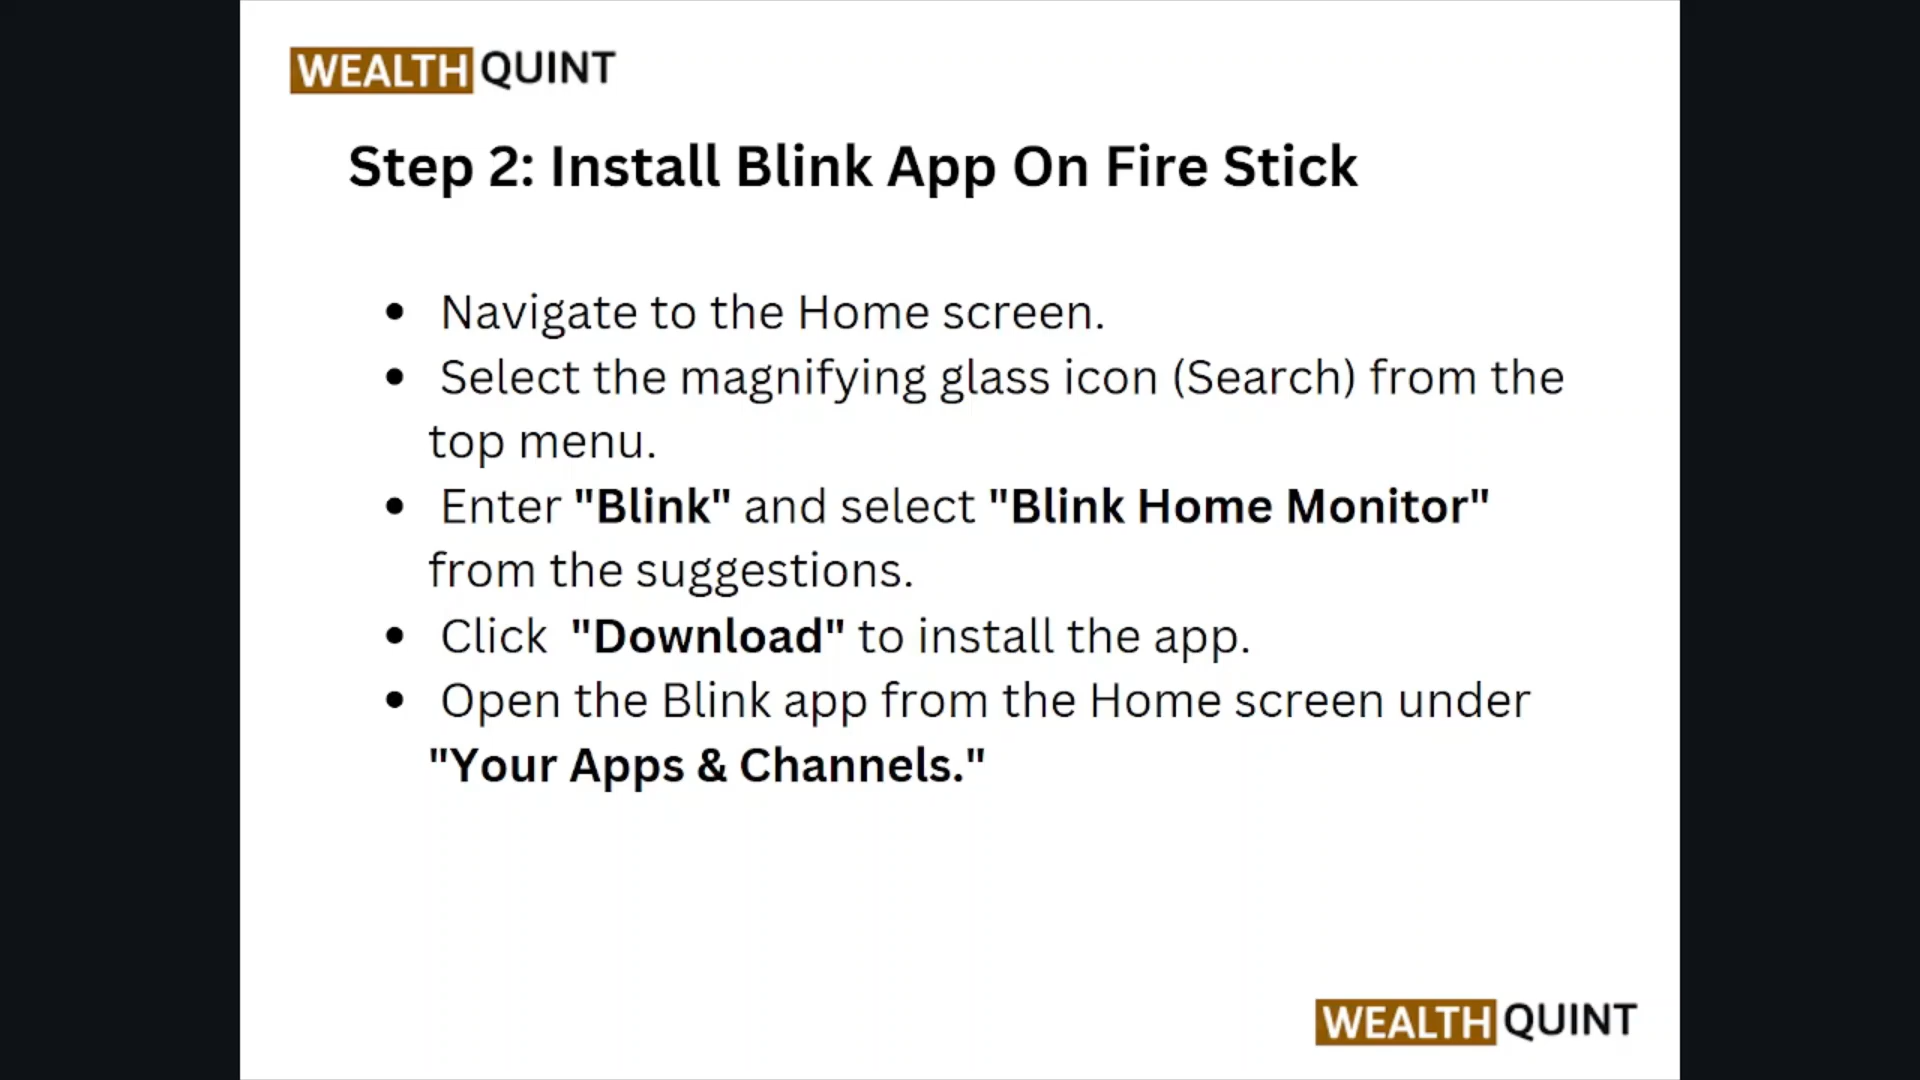 WEALTH QUINT
Step 2: Install Blink App On Fire Stick
• Navigate to the Home screen.
• Select the magnifying glass icon (Search) from the
top menu.
• Enter "Blink" and select "Blink Home Monitor"
from the suggestions.
• Click "Download" to install the app.
• Open the Blink app from the Home screen under
"Your Apps & Channels."
WEALTH QUINT